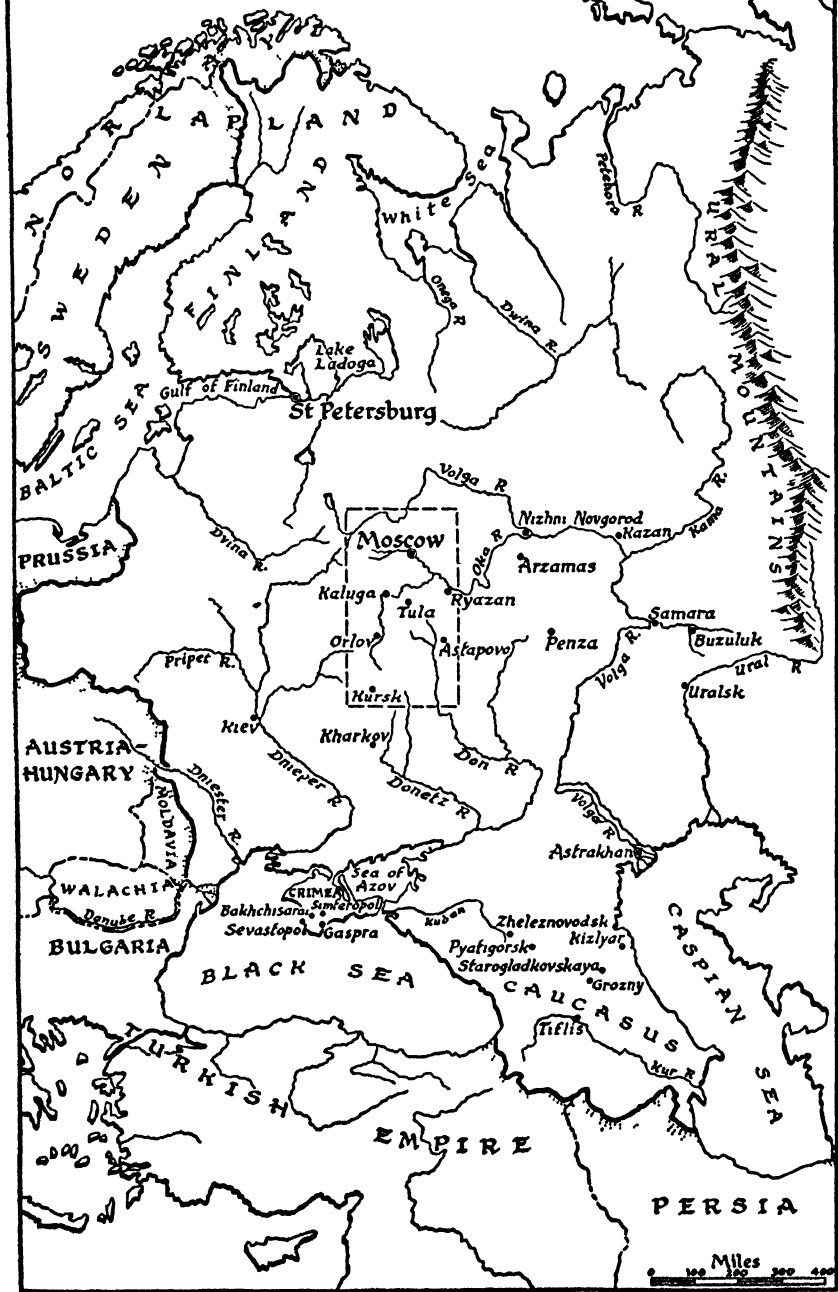 NORWAY
LAPLAND
SWEDEN
FINLAND
White Sea
Petchora R
URAL MOUNTAINS
Onega R
Dwina R.
Lake Ladoga
Gulf of Finland
St Petersburg
BALTIC SEA
Volga R
Nizhni Novgorod
Kazan
Kama R.
PRUSSIA
Dvina R.
Moscow
Oka R
Arzamas
Kaluga
Tula
Ryazan
Samara
Buzuluk
Orlov
Astapovo
Penza
Volga R.
Ural R
Pripet R.
Kursk
Uralsk
Kiev
Kharkov
AUSTRIA-
HUNGARY
Dnieper R
Don R
Dniester R.
Donetz R
MOLDAVIA
Volga R.
Astrakhan
Sea of Azov
WALACHIA
CRIMEA
Simferopol
Danube R
Bakhchisarai
Kuban
Zheleznovodsk
Sevastopol
Gaspra
Kizlyar
BULGARIA
Pyatigorsk
Starogladkovskaya
BLACK SEA
Grozny
CASPIAN SEA
CAUCASUS
Tiflis
Kur R
TURKISH EMPIRE
PERSIA
Miles
0 100 200 300 400